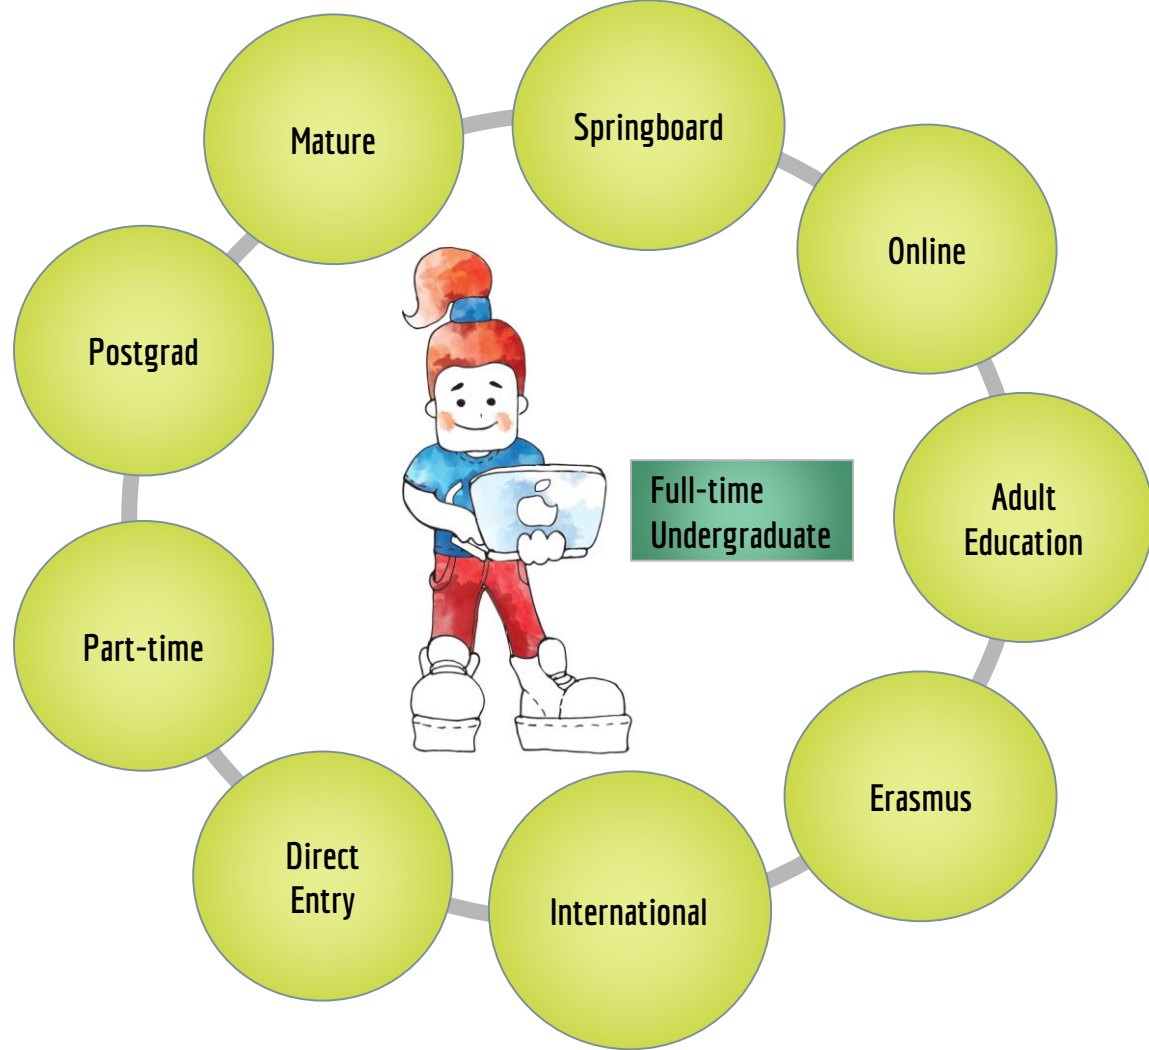 Mature
Springboard
Online
Postgrad
Full-time
Undergraduate
Adult
Education
Part-time
Erasmus
Direct
Entry
International